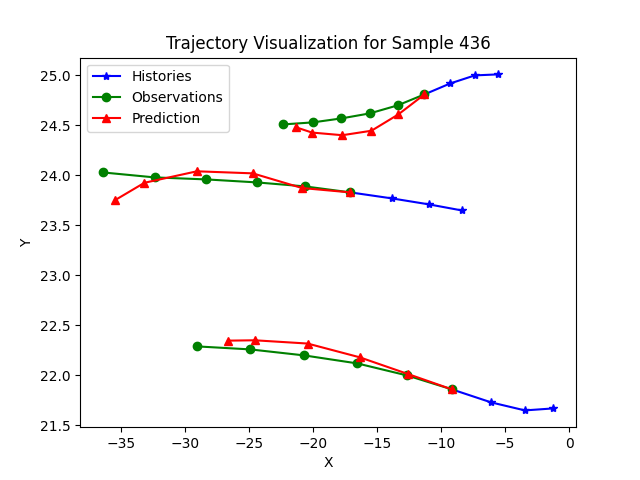 Trajectory Visualization for Sample 436
Histories
Observations
Prediction
25.0
24.5
24.0
23.5
23.0
22.5
22.0
21.5
Y
−35 −30 −25 −20 −15 −10 −5 0
X